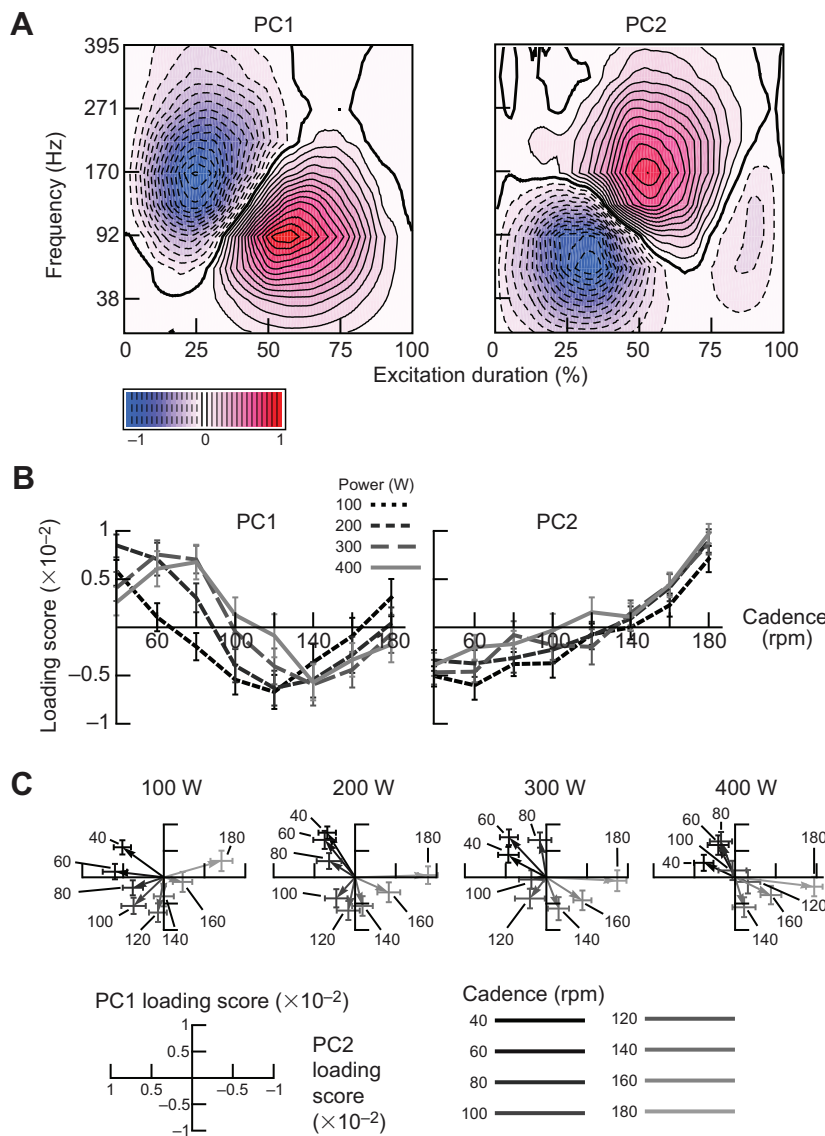 A
PC1
PC2
Frequency (Hz)
395
271
170
92
38
0 25 50 75 100
0 25 50 75 100
Excitation duration (%)
–1 0 1
B
Power (W)
100
200
300
400
PC1
PC2
Loading score (×10–2)
1
0.5
0
–0.5
–1
60 100 140 180
60 100 140 180
Cadence (rpm)
C
100 W
40
60
80
100
120
140
160
180
200 W
40
60
80
100
120
140
160
180
300 W
60
80
40
100
120
140
160
180
400 W
80
60
100
40
180
120
160
140
PC1 loading score (×10–2)
1
0.5
0
–0.5
–1
1 0.5 –0.5 –1
PC2
loading
score
(×10–2)
Cadence (rpm)
40
60
80
100
120
140
160
180